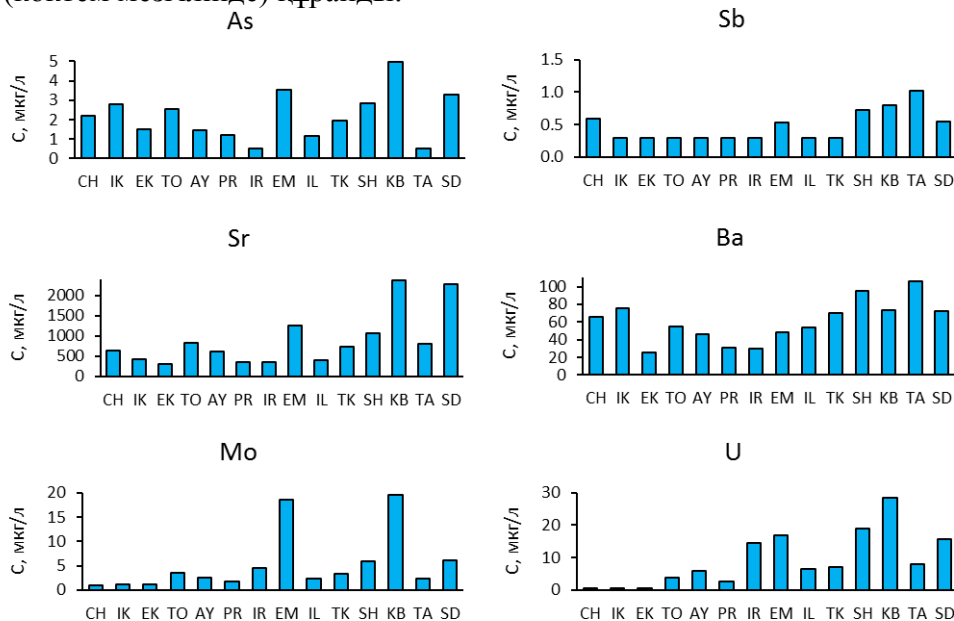 (көктем мезгілінде) құрайды.
As
С, мкг/л
5
4
3
2
1
0
CH IK EK TO AY PR IR EM IL TK SH KB TA SD
Sb
С, мкг/л
1.5
1.0
0.5
0.0
CH IK EK TO AY PR IR EM IL TK SH KB TA SD
Sr
С, мкг/л
2000
1500
1000
500
0
CH IK EK TO AY PR IR EM IL TK SH KB TA SD
Ba
С, мкг/л
100
80
60
40
20
0
CH IK EK TO AY PR IR EM IL TK SH KB TA SD
Mo
С, мкг/л
20
15
10
5
0
CH IK EK TO AY PR IR EM IL TK SH KB TA SD
U
С, мкг/л
30
20
10
0
CH IK EK TO AY PR IR EM IL TK SH KB TA SD